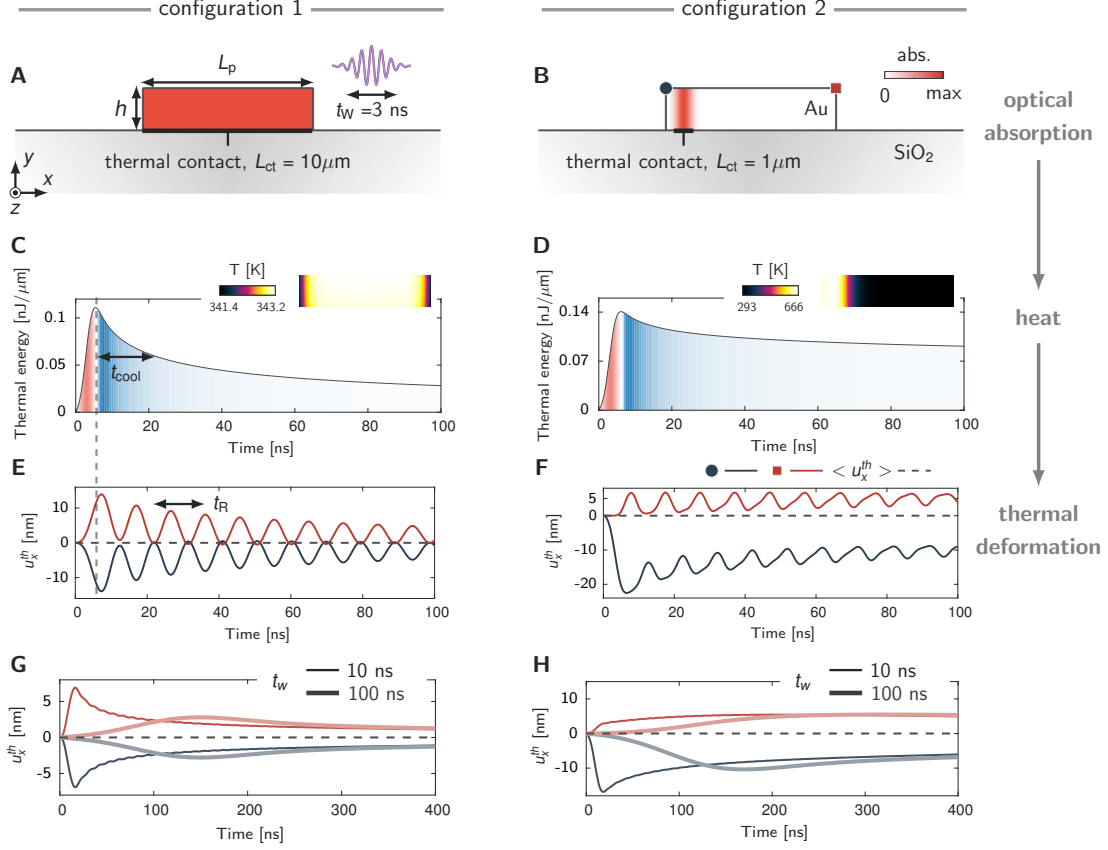 configuration 1
configuration 2
A
L_p
h
t_W =3 ns
thermal contact, L_ct = 10μm
y
x
z
B
abs.
0
max
Au
thermal contact, L_ct = 1μm
SiO_2
optical
absorption
heat
thermal
deformation
C
T [K]
341.4
343.2
Thermal energy [nJ/μm]
0.1
0.05
0
t_cool
0
20
40
60
80
100
Time [ns]
D
T [K]
293
666
Thermal energy [nJ/μm]
0.14
0.07
0
0
20
40
60
80
100
Time [ns]
E
t_R
u_x^th [nm]
10
0
-10
0
20
40
60
80
100
Time [ns]
F
< u_x^th >
u_x^th [nm]
5
0
-10
-20
0
20
40
60
80
100
Time [ns]
G
t_w
10 ns
100 ns
u_x^th [nm]
5
0
-5
0
100
200
300
400
Time [ns]
H
t_w
10 ns
100 ns
u_x^th [nm]
10
0
-10
0
100
200
300
400
Time [ns]